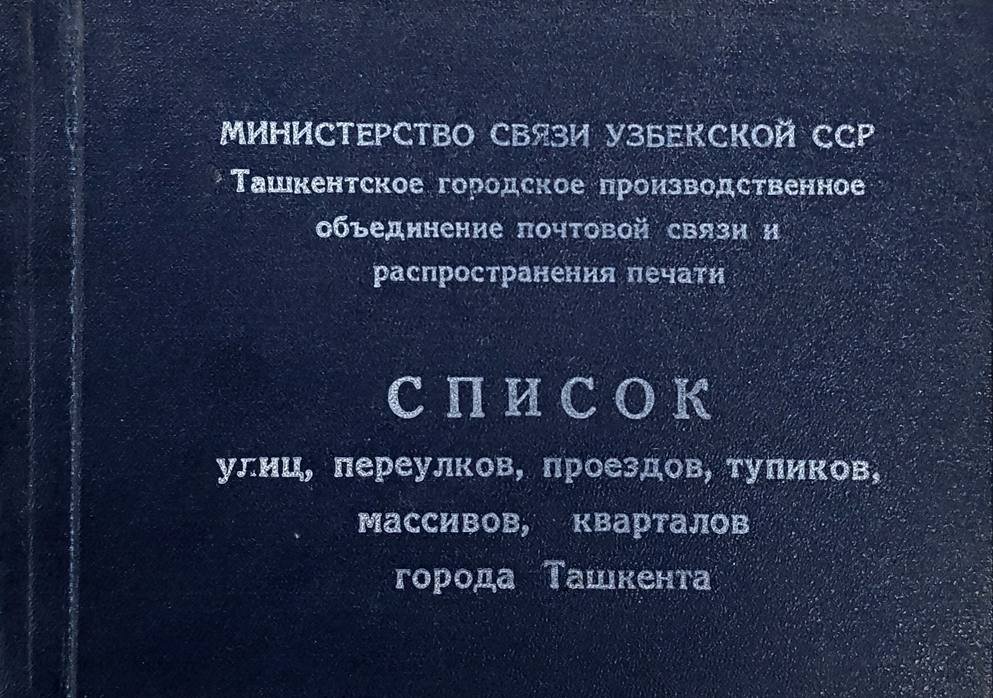 МИНИСТЕРСТВО СВЯЗИ УЗБЕКСКОЙ ССР
Ташкентское городское производственное
объединение почтовой связи и
распространения печати
СПИСОК
улиц, переулков, проездов, тупиков,
массивов, кварталов
города Ташкента